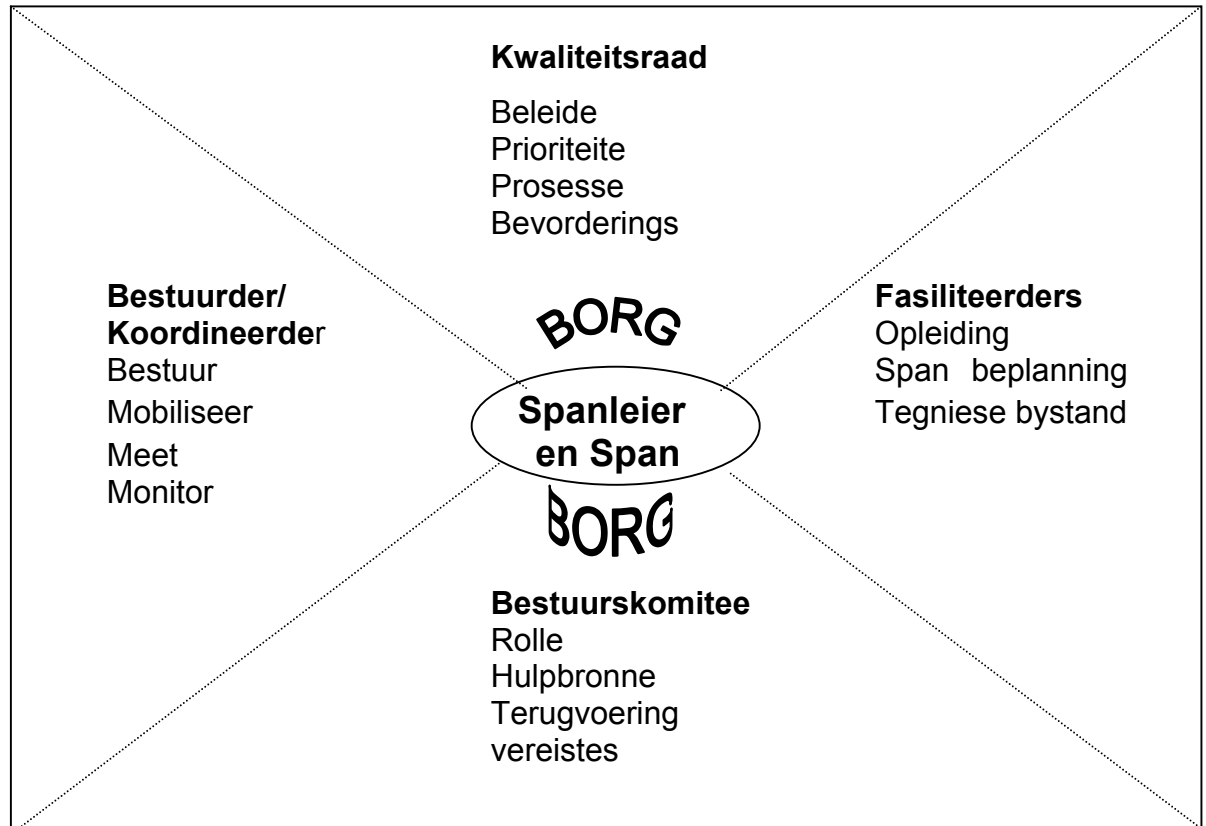 Kwaliteitsraad
Beleide
Prioriteite
Prosesse
Bevorderings
Bestuurder/
Koordineerder
Bestuur
Mobiliseer
Meet
Monitor
BORG
Spanleier
en Span
BORG
Fasiliteerders
Opleiding
Span beplanning
Tegniese bystand
Bestuurskomitee
Rolle
Hulpbronne
Terugvoering
vereistes